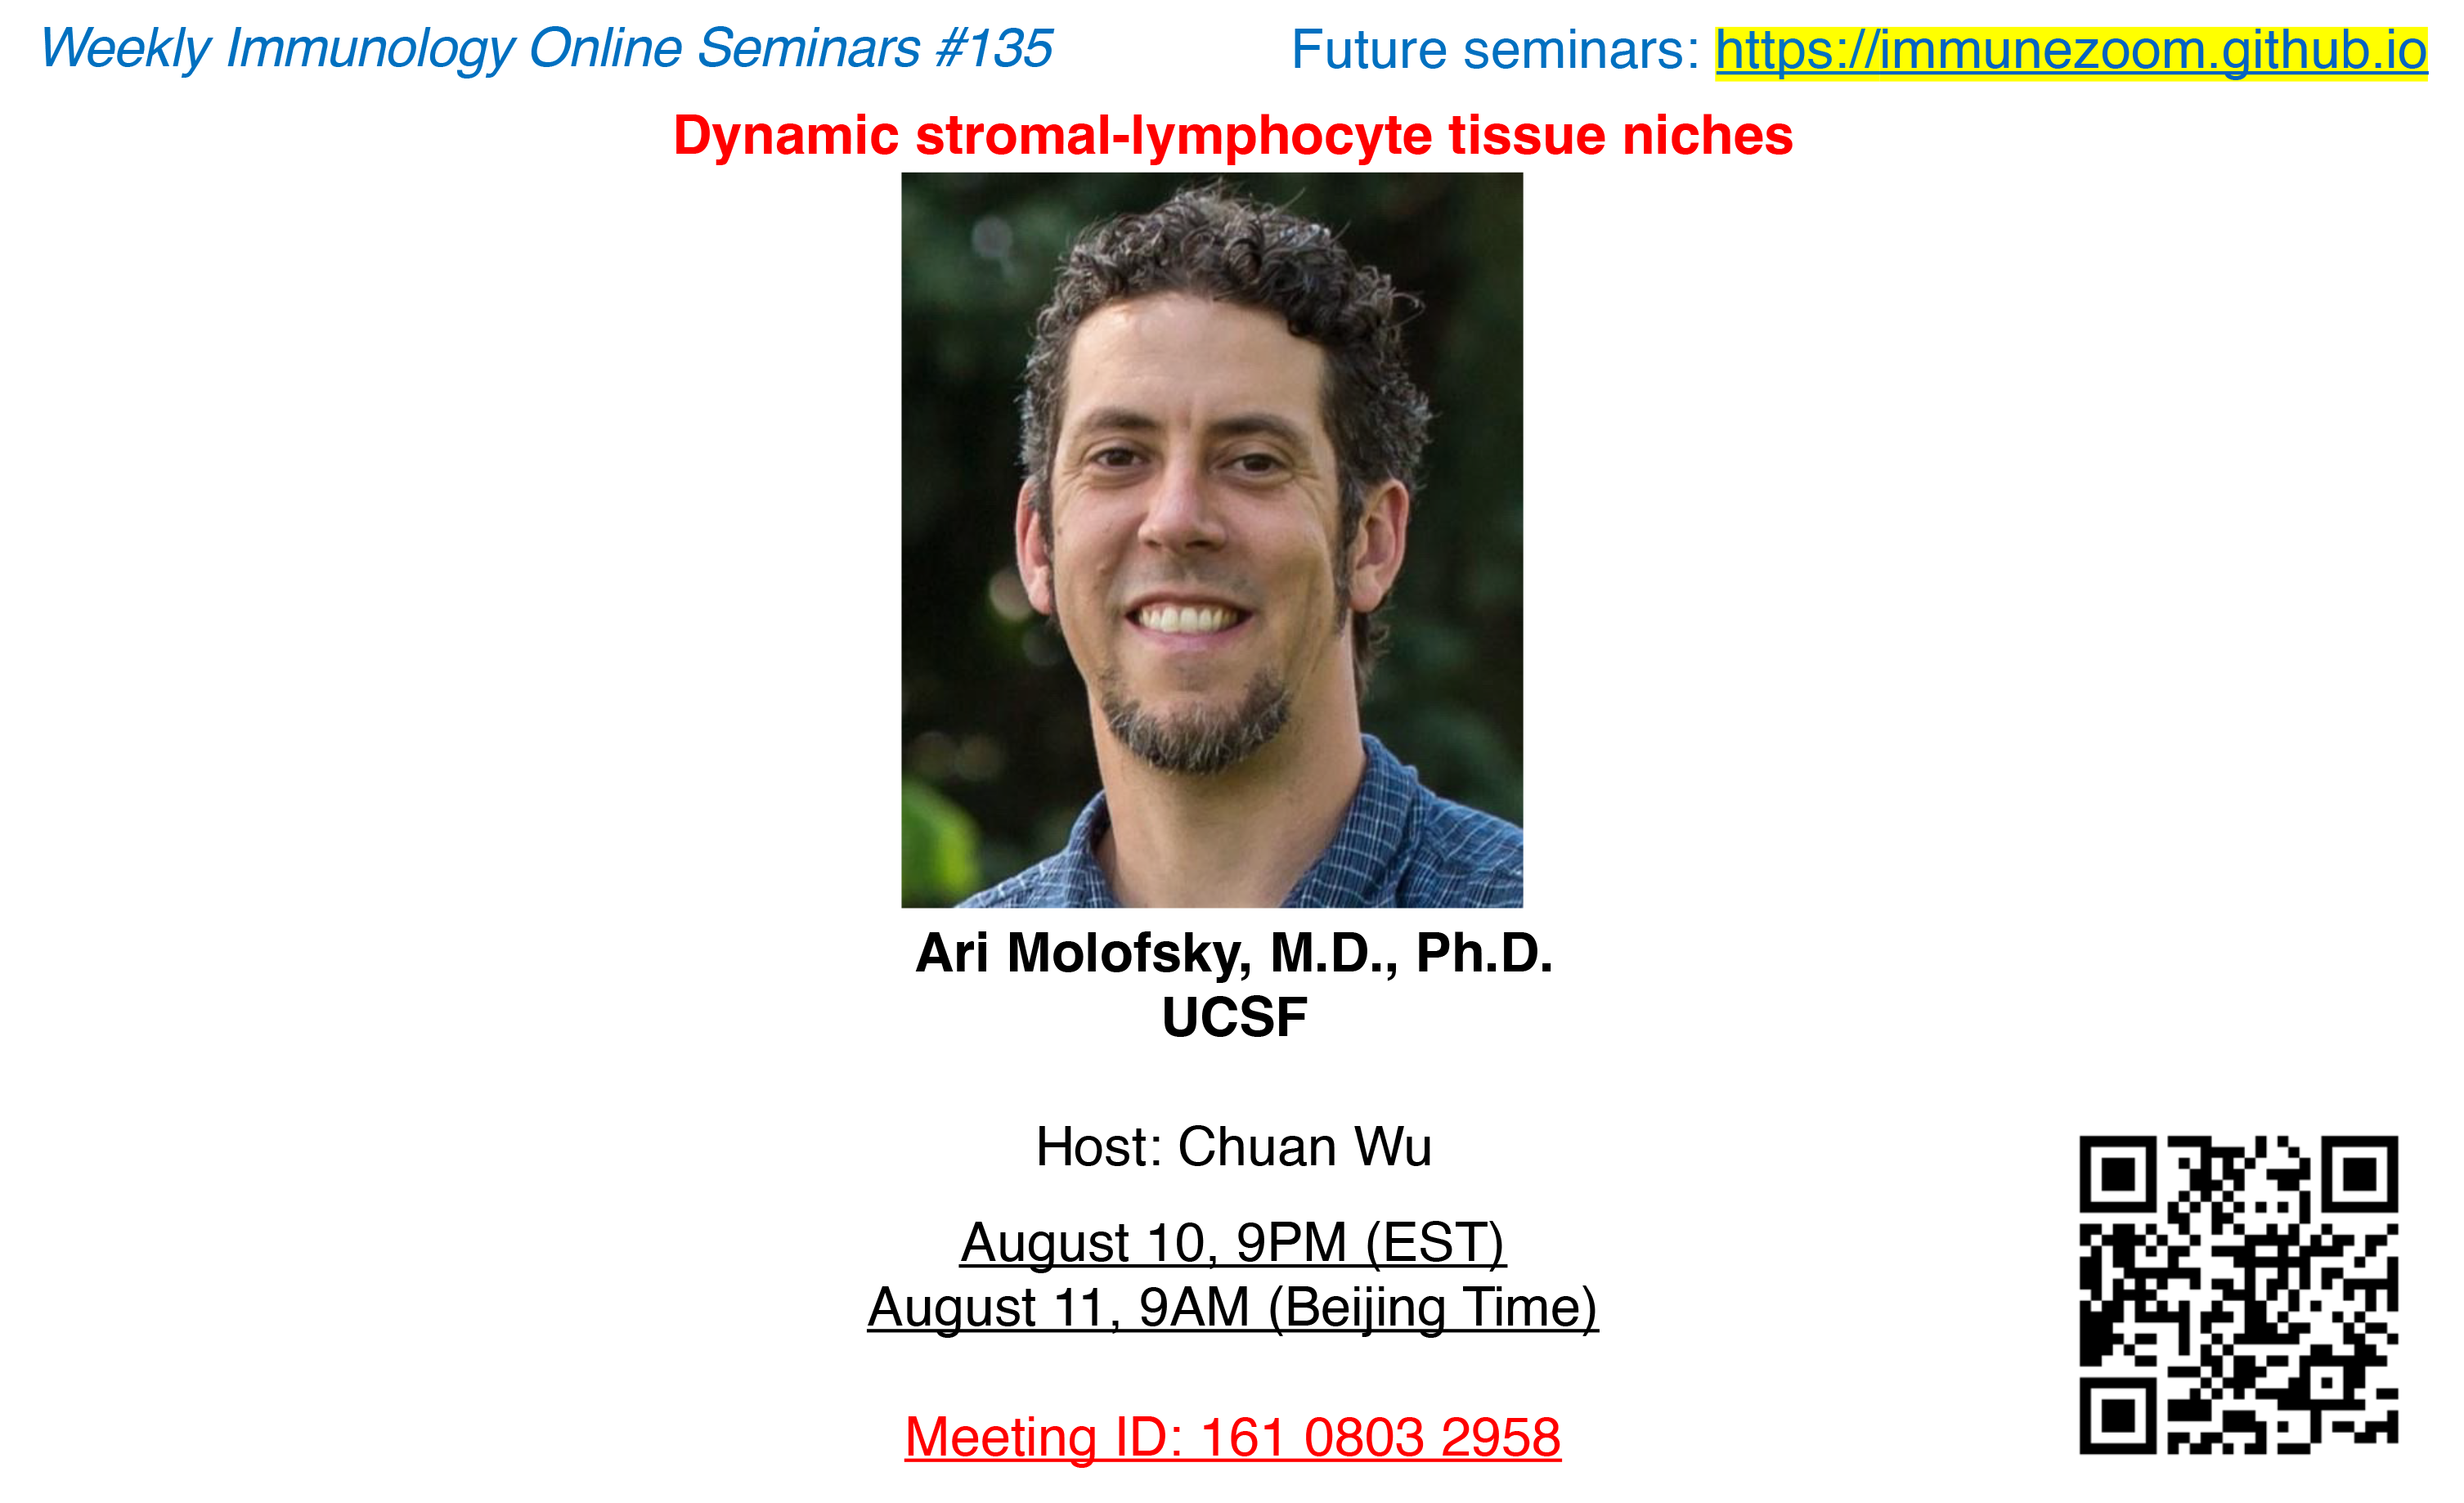 Weekly Immunology Online Seminars #135
Future seminars: https://immunezoom.github.io
Dynamic stromal-lymphocyte tissue niches
Ari Molofsky, M.D., Ph.D.
UCSF
Host: Chuan Wu
August 10, 9PM (EST)
August 11, 9AM (Beijing Time)
Meeting ID: 161 0803 2958